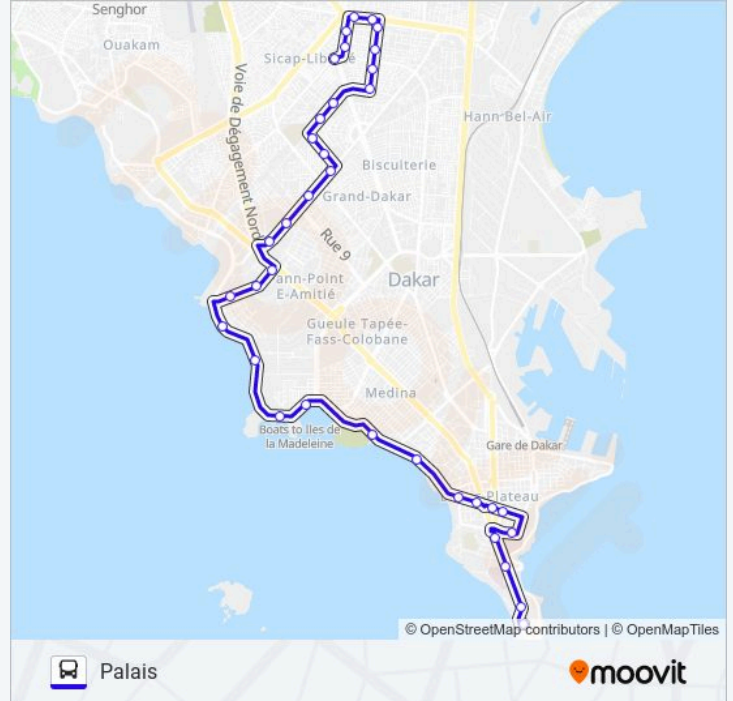 Senghor
Ouakam
Sicap-Liberté
Voie de Dégagement Nord
Hann Bel-Air
Biscuiterie
Grand-Dakar
Rue 9
Dakar
ann-Point
E-Amitié
Gueule Tapée-
Fass-Colobane
Medina
Boats to Iles de
la Madeleine
Gare de Dakar
Plateau
© OpenStreetMap contributors | © OpenMapTiles
Palais
moovit